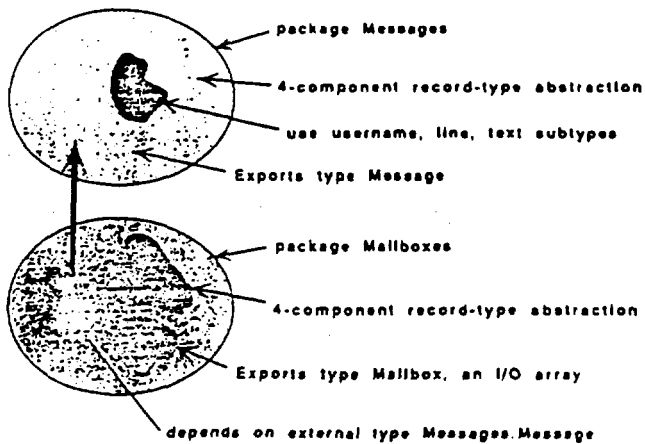 package Messages
4-component record-type abstraction
use username, line, text subtypes
Exports type Message
package Mailboxes
4-component record-type abstraction
Exports type Mailbox, an I/O array
depends on external type Messages.Message